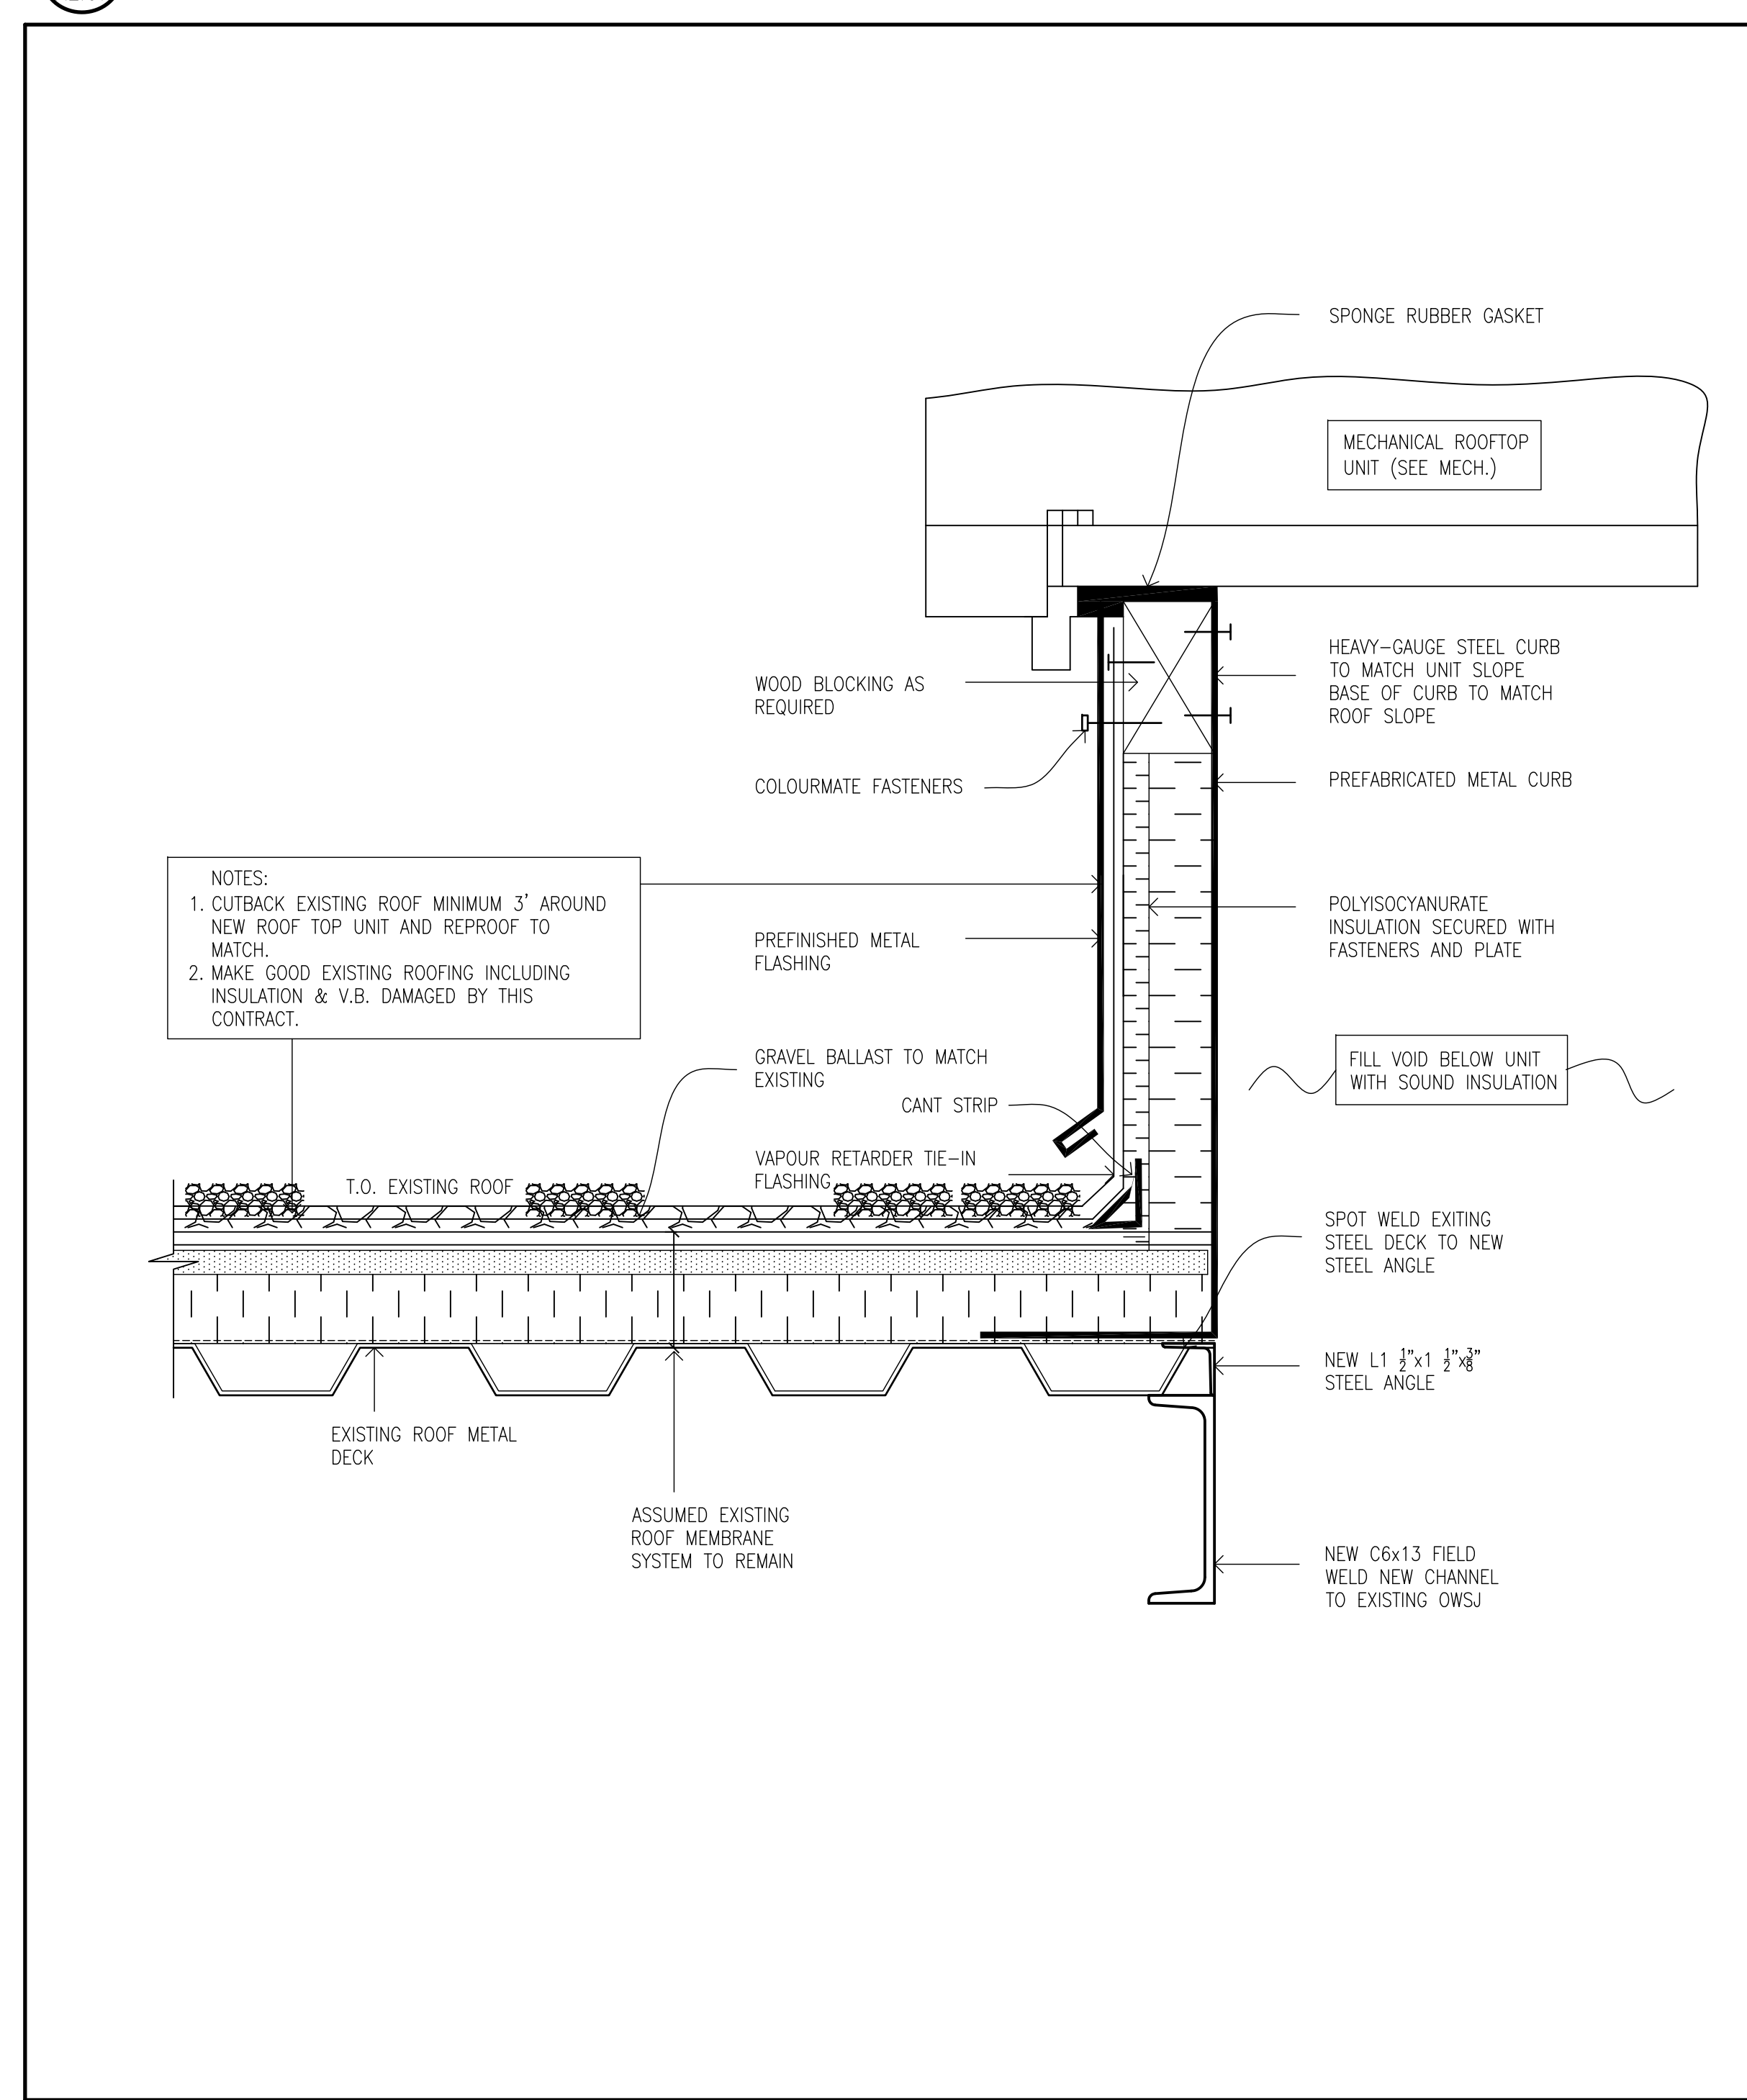 SPONGE RUBBER GASKET
MECHANICAL ROOFTOP
UNIT (SEE MECH.)
HEAVY-GAUGE STEEL CURB
TO MATCH UNIT SLOPE
BASE OF CURB TO MATCH
ROOF SLOPE
WOOD BLOCKING AS
REQUIRED
COLOURMATE FASTENERS
PREFABRICATED METAL CURB
NOTES:
1. CUTBACK EXISTING ROOF MINIMUM 3' AROUND
NEW ROOF TOP UNIT AND REPROOF TO
MATCH.
2. MAKE GOOD EXISTING ROOFING INCLUDING
INSULATION & V.B. DAMAGED BY THIS
CONTRACT.
PREFINISHED METAL
FLASHING
POLYISOCYANURATE
INSULATION SECURED WITH
FASTENERS AND PLATE
GRAVEL BALLAST TO MATCH
EXISTING
FILL VOID BELOW UNIT
WITH SOUND INSULATION
CANT STRIP
VAPOUR RETARDER TIE-IN
FLASHING
T.O. EXISTING ROOF
SPOT WELD EXITING
STEEL DECK TO NEW
STEEL ANGLE
NEW L1 1/2"x1 1/2"x3/8"
STEEL ANGLE
EXISTING ROOF METAL
DECK
ASSUMED EXISTING
ROOF MEMBRANE
SYSTEM TO REMAIN
NEW C6x13 FIELD
WELD NEW CHANNEL
TO EXISTING OWSJ